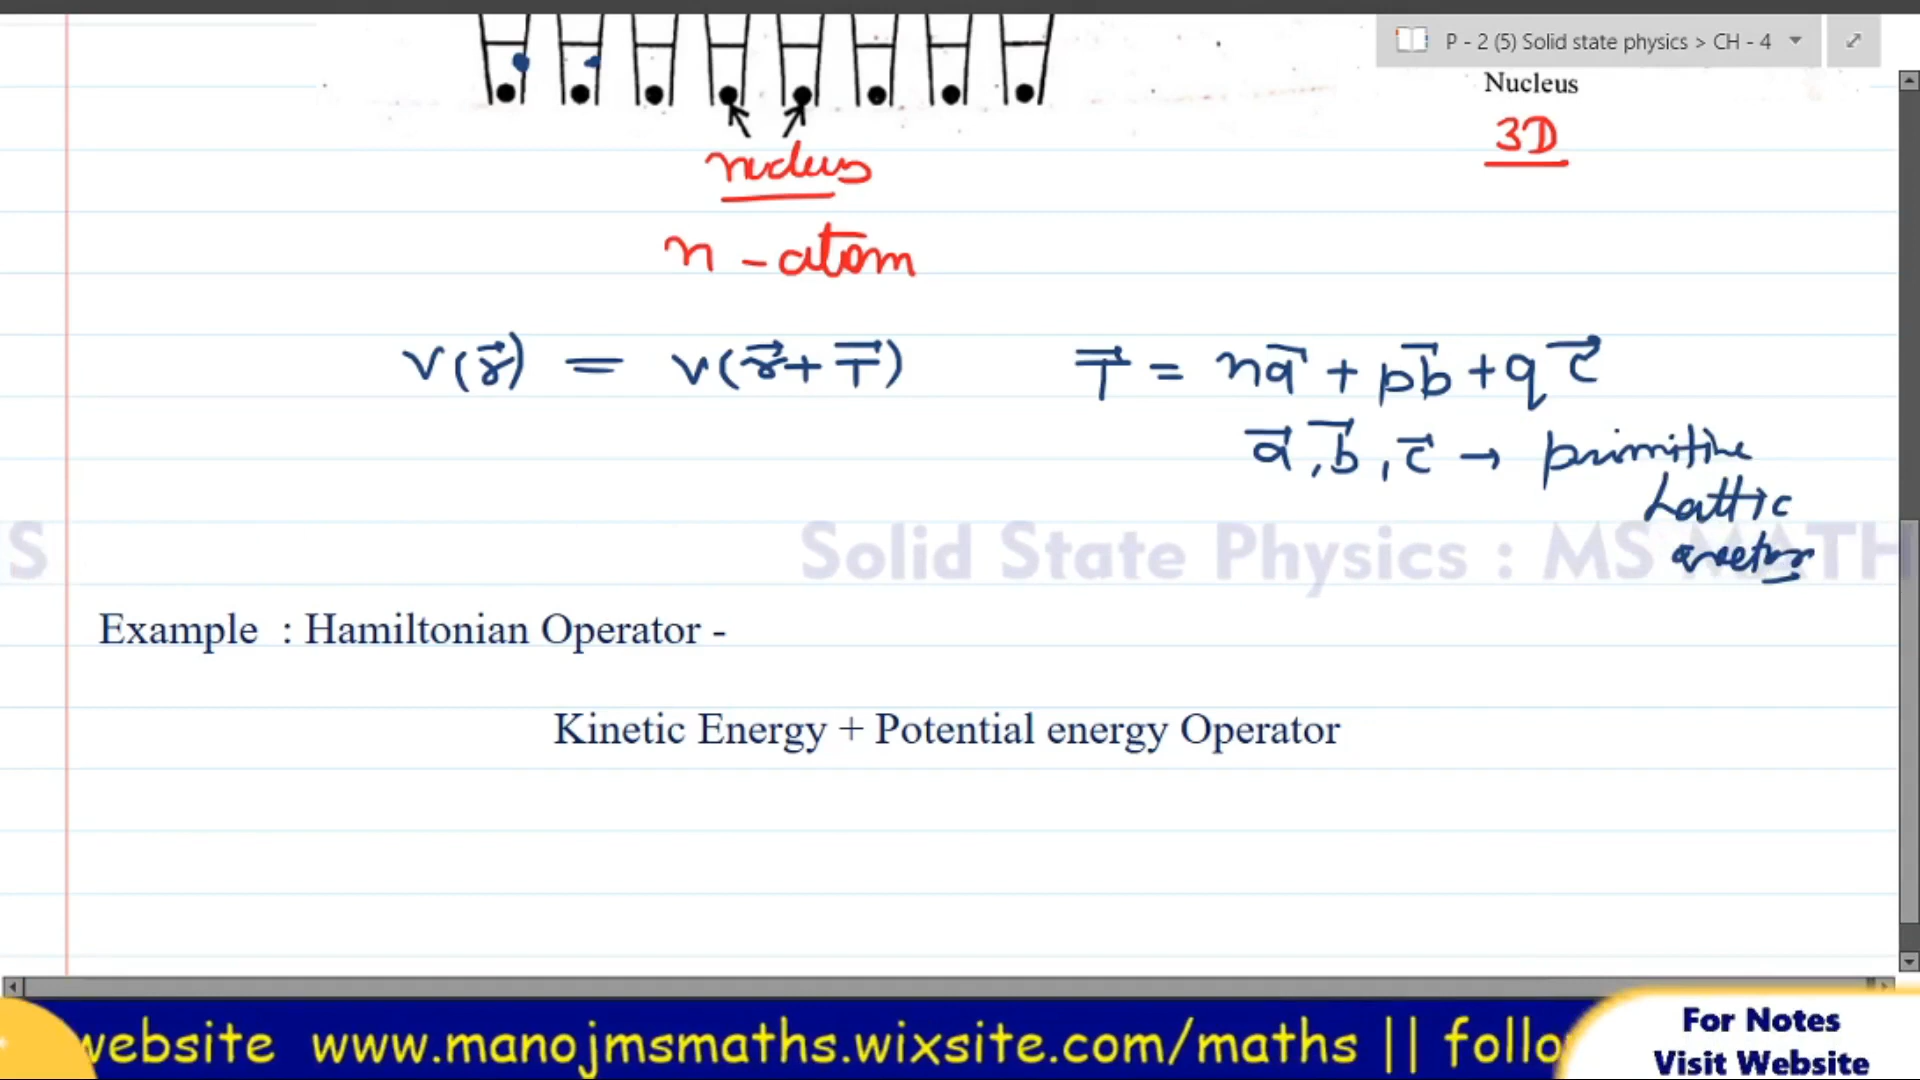 P - 2 (5) Solid state physics > CH - 4
Nucleus
3D
nucleus
n - atom
V(r⃗) = V(r⃗ + T⃗)    T⃗ = na⃗ + pb⃗ + qc⃗
a⃗, b⃗, c⃗ → primitive
Lattic
vectors
S    Solid State Physics : MS MATH
Example : Hamiltonian Operator -
Kinetic Energy + Potential energy Operator
website www.manojmsmaths.wixsite.com/maths || follo
For Notes
Visit Website